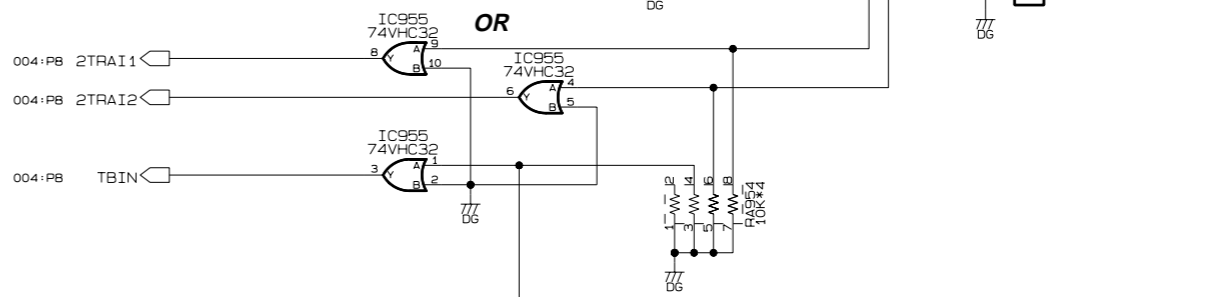 DG
DG
IC955
74VHC32
OR
8 Y A 9
B 10
004:P8 2TRAI1
IC955
74VHC32
6 Y A 4
B 5
004:P8 2TRAI2
IC955
74VHC32
3 Y A 1
B 2
004:P8 TBIN
DG
2 4 6 8
1 3 5 7
RA954
10K*4
DG